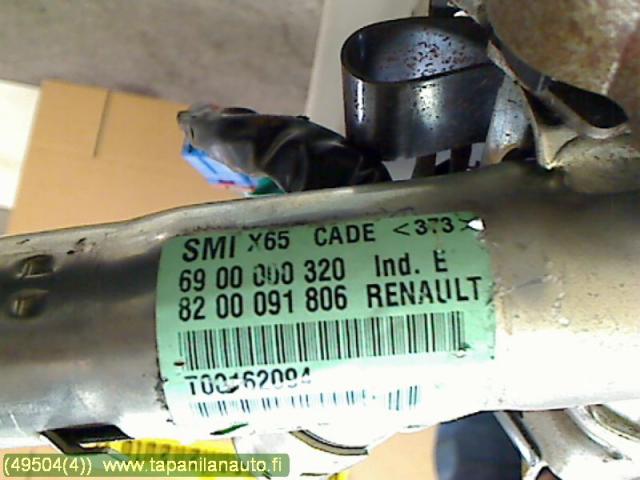 SMI X65 CADE <373>
69 00 000 320 Ind. E
82 00 091 806 RENAULT
T00162094
(49504(4)) www.tapanilanauto.fi